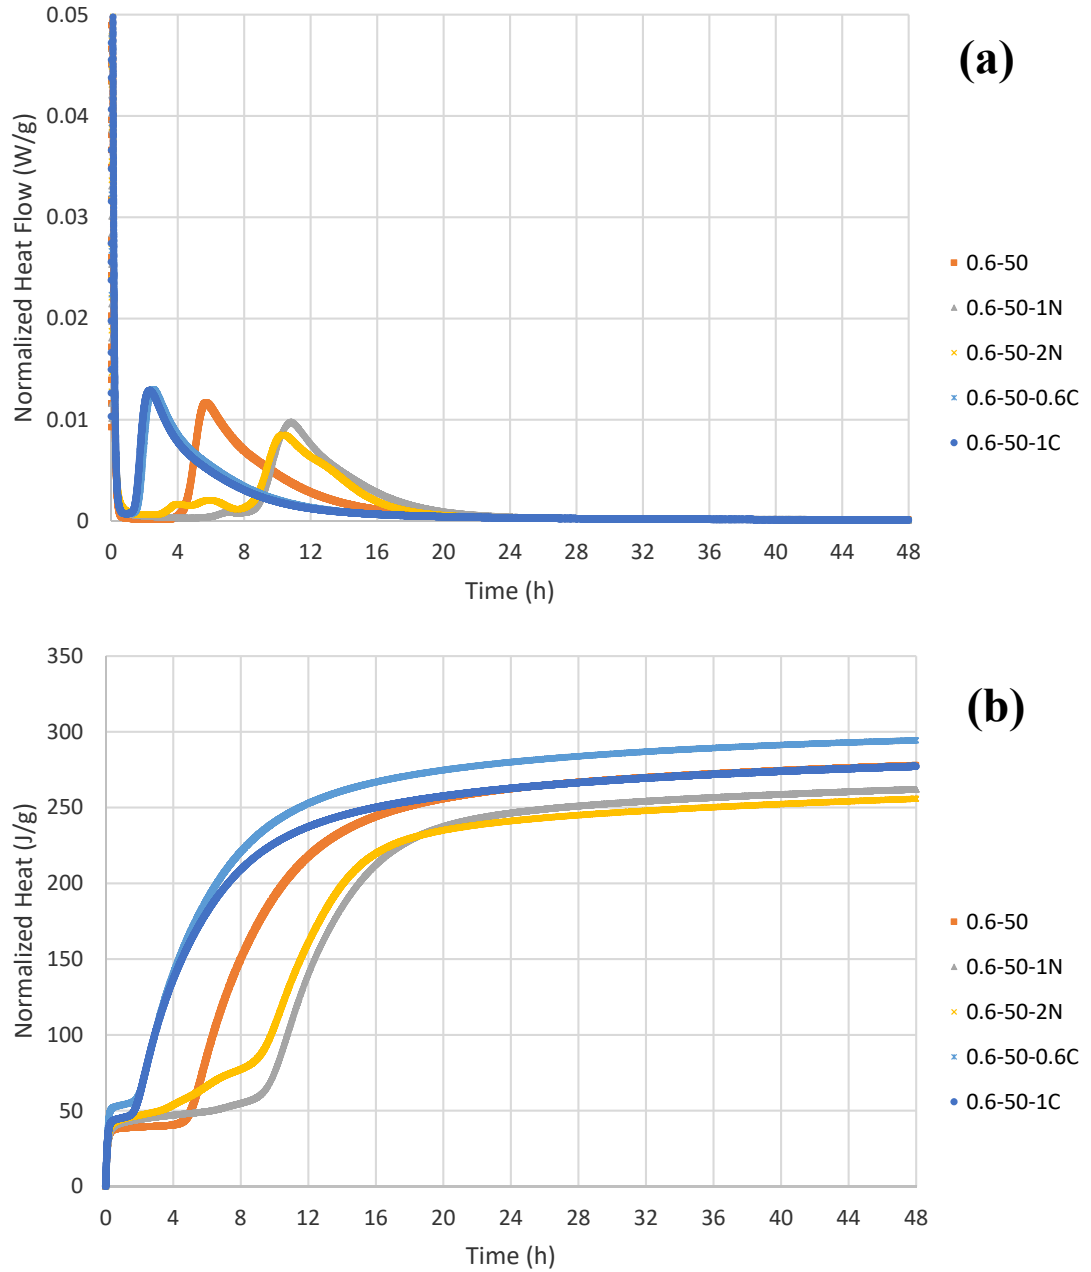 (a)
Normalized Heat Flow (W/g)
0.05
0.04
0.03
0.02
0.01
0
0 4 8 12 16 20 24 28 32 36 40 44 48
Time (h)
0.6-50
0.6-50-1N
0.6-50-2N
0.6-50-0.6C
0.6-50-1C
(b)
Normalized Heat (J/g)
350
300
250
200
150
100
50
0
0 4 8 12 16 20 24 28 32 36 40 44 48
Time (h)
0.6-50
0.6-50-1N
0.6-50-2N
0.6-50-0.6C
0.6-50-1C